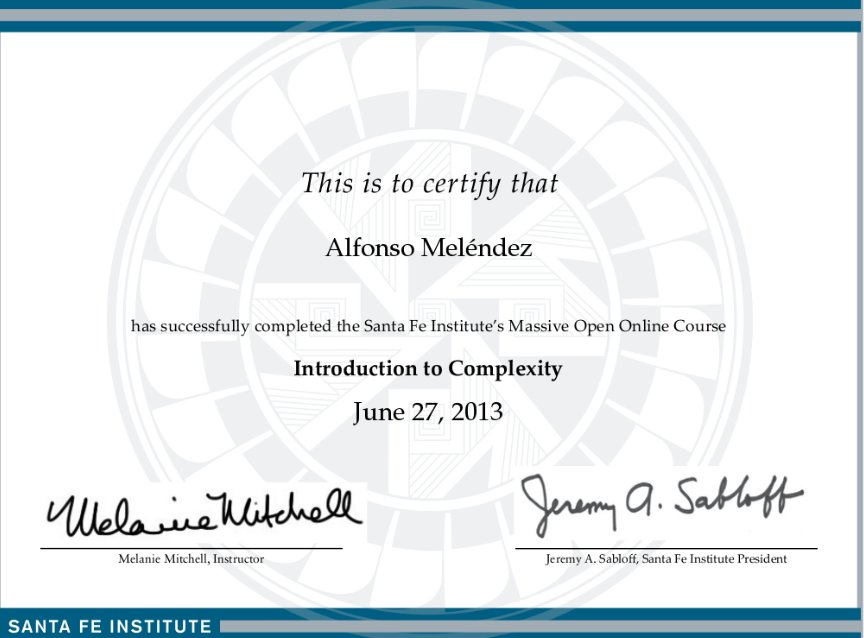 This is to certify that
Alfonso Meléndez
has successfully completed the Santa Fe Institute's Massive Open Online Course
Introduction to Complexity
June 27, 2013
Melanie Mitchell
Jeremy A. Sabloff
Melanie Mitchell, Instructor
Jeremy A. Sabloff, Santa Fe Institute President
SANTA FE INSTITUTE